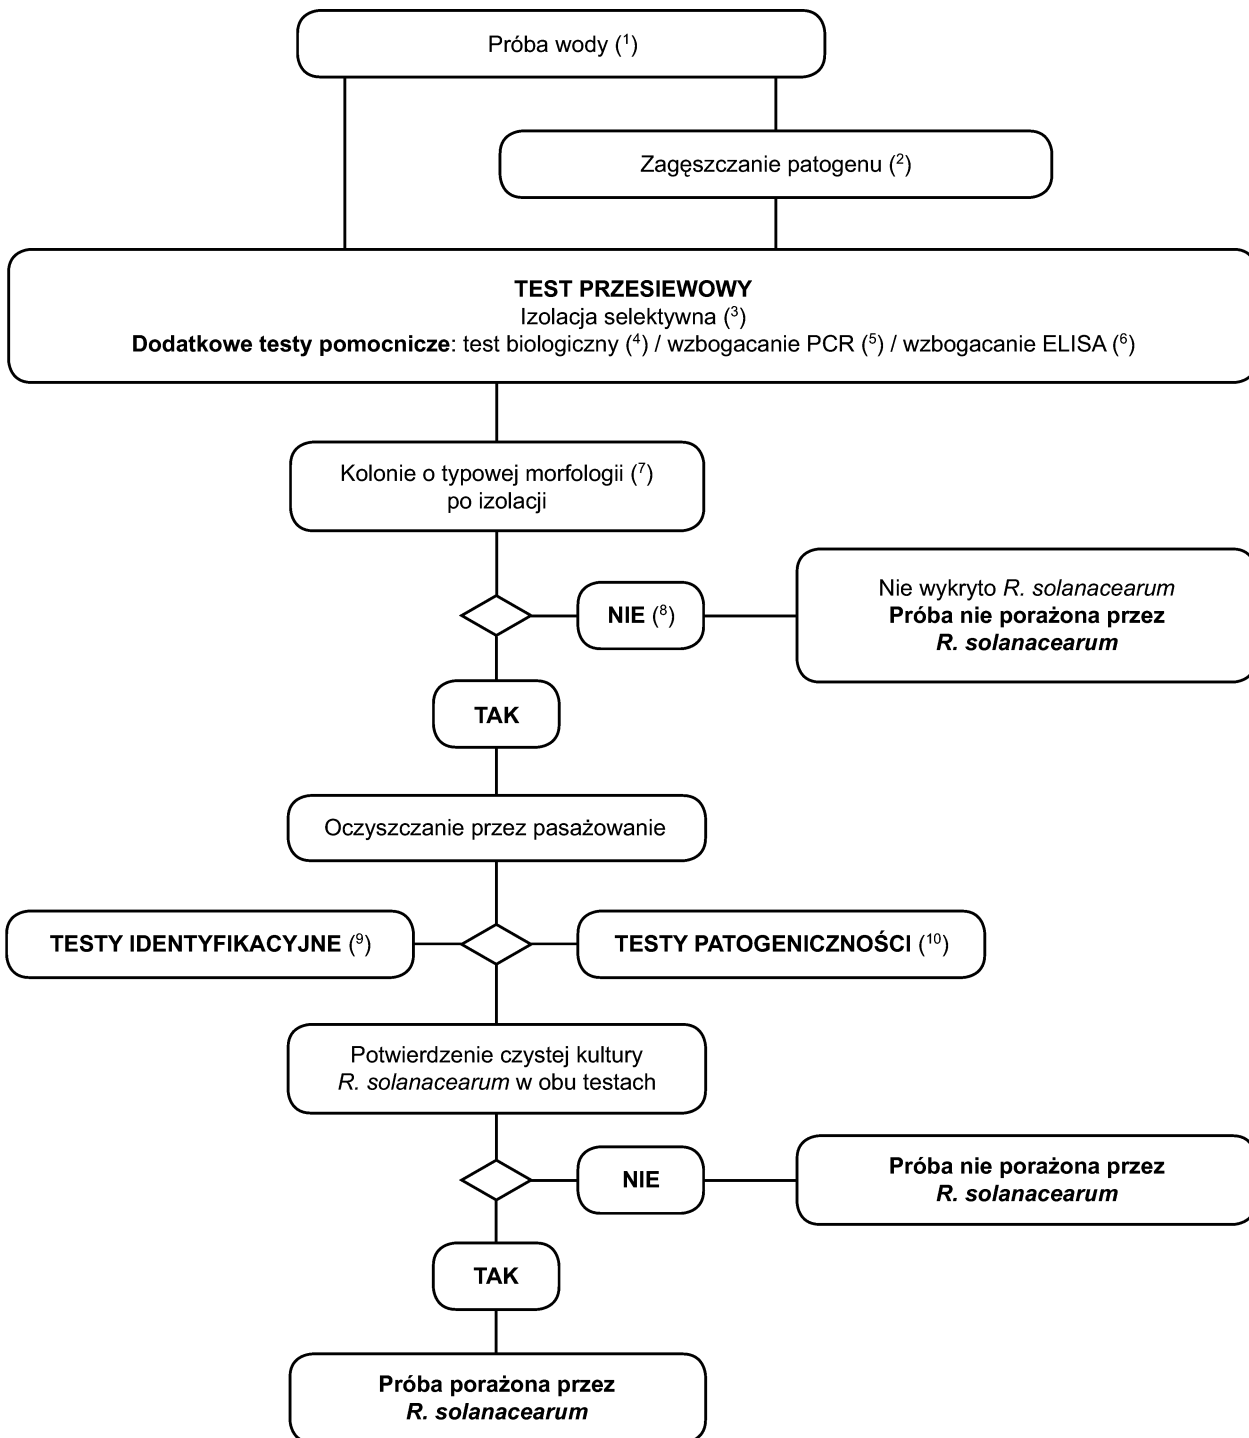 Próba wody (¹)
Zagęszczanie patogenu (²)
TEST PRZESIEWOWY
Izolacja selektywna (³)
Dodatkowe testy pomocnicze: test biologiczny (⁴) / wzbogacanie PCR (⁵) / wzbogacanie ELISA (⁶)
Kolonie o typowej morfologii (⁷)
po izolacji
NIE (⁸)
Nie wykryto R. solanacearum
Próba nie porażona przez
R. solanacearum
TAK
Oczyszczanie przez pasażowanie
TESTY IDENTYFIKACYJNE (⁹)
TESTY PATOGENICZNOŚCI (¹⁰)
Potwierdzenie czystej kultury
R. solanacearum w obu testach
NIE
Próba nie porażona przez
R. solanacearum
TAK
Próba porażona przez
R. solanacearum